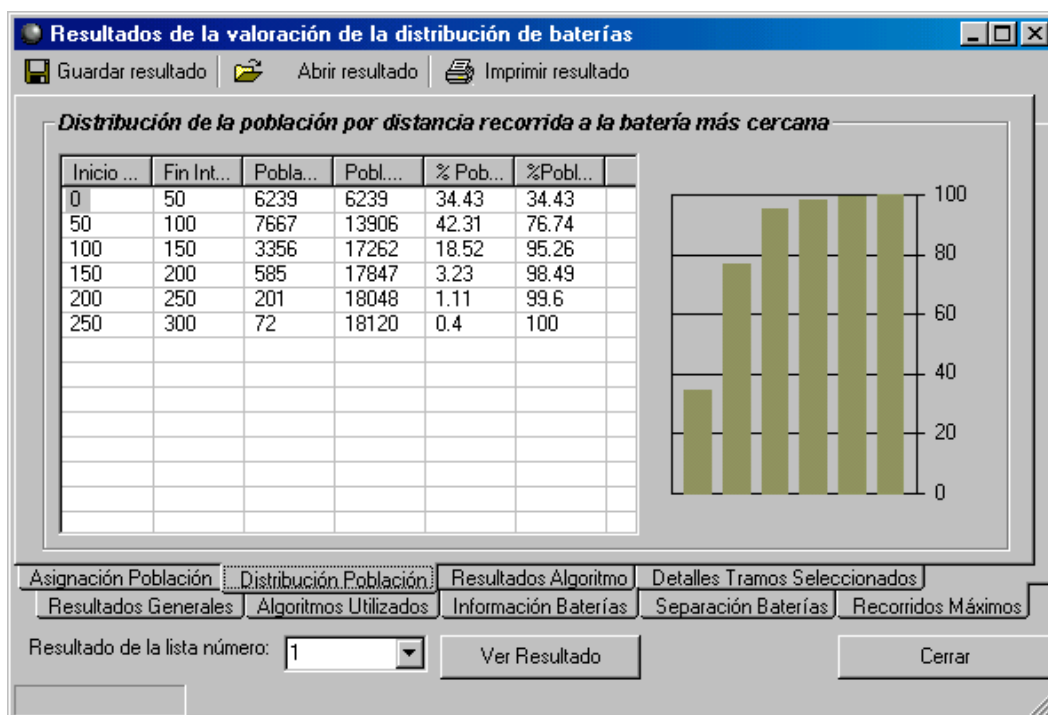 Resultados de la valoración de la distribución de baterías
Guardar resultado Abrir resultado Imprimir resultado
Distribución de la población por distancia recorrida a la batería más cercana
Inicio ... Fin Int... Pobla... Pobl.... % Pob... %Pobl...
0 50 6239 6239 34.43 34.43
50 100 7667 13906 42.31 76.74
100 150 3356 17262 18.52 95.26
150 200 585 17847 3.23 98.49
200 250 201 18048 1.11 99.6
250 300 72 18120 0.4 100
100
80
60
40
20
0
Asignación Población Distribución Población Resultados Algoritmo Detalles Tramos Seleccionados
Resultados Generales Algoritmos Utilizados Información Baterías Separación Baterías Recorridos Máximos
Resultado de la lista número: 1 Ver Resultado Cerrar